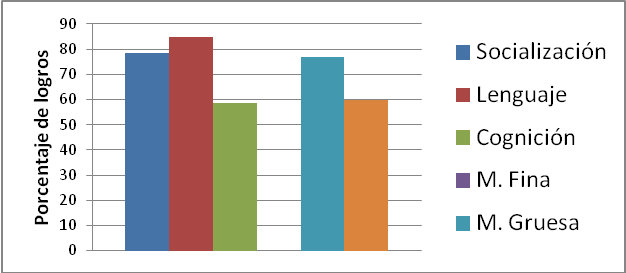 Porcentaje de logros
90
80
70
60
50
40
30
20
10
0
Socialización
Lenguaje
Cognición
M. Fina
M. Gruesa